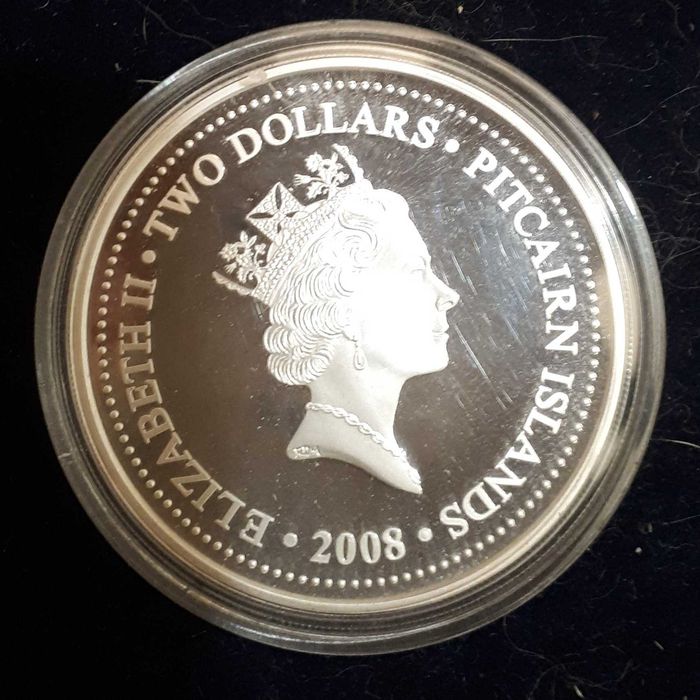 ELIZABETH II • TWO DOLLARS • PITCAIRN ISLANDS • 2008 •